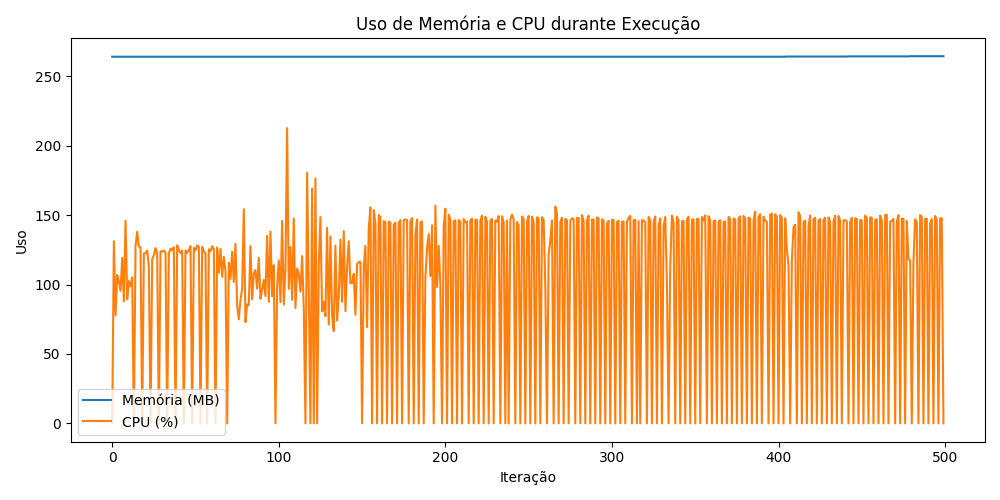 Uso de Memória e CPU durante Execução
Uso
250
200
150
100
50
0
Memória (MB)
CPU (%)
0 100 200 300 400 500
Iteração